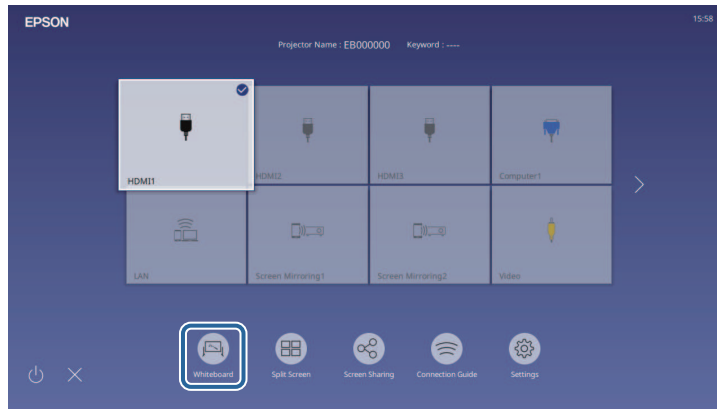 EPSON
15:58
Projector Name : EB000000 Keyword : ----
HDMI1
HDMI2
HDMI3
Computer1
LAN
Screen Mirroring1
Screen Mirroring2
Video
Whiteboard
Split Screen
Screen Sharing
Connection Guide
Settings